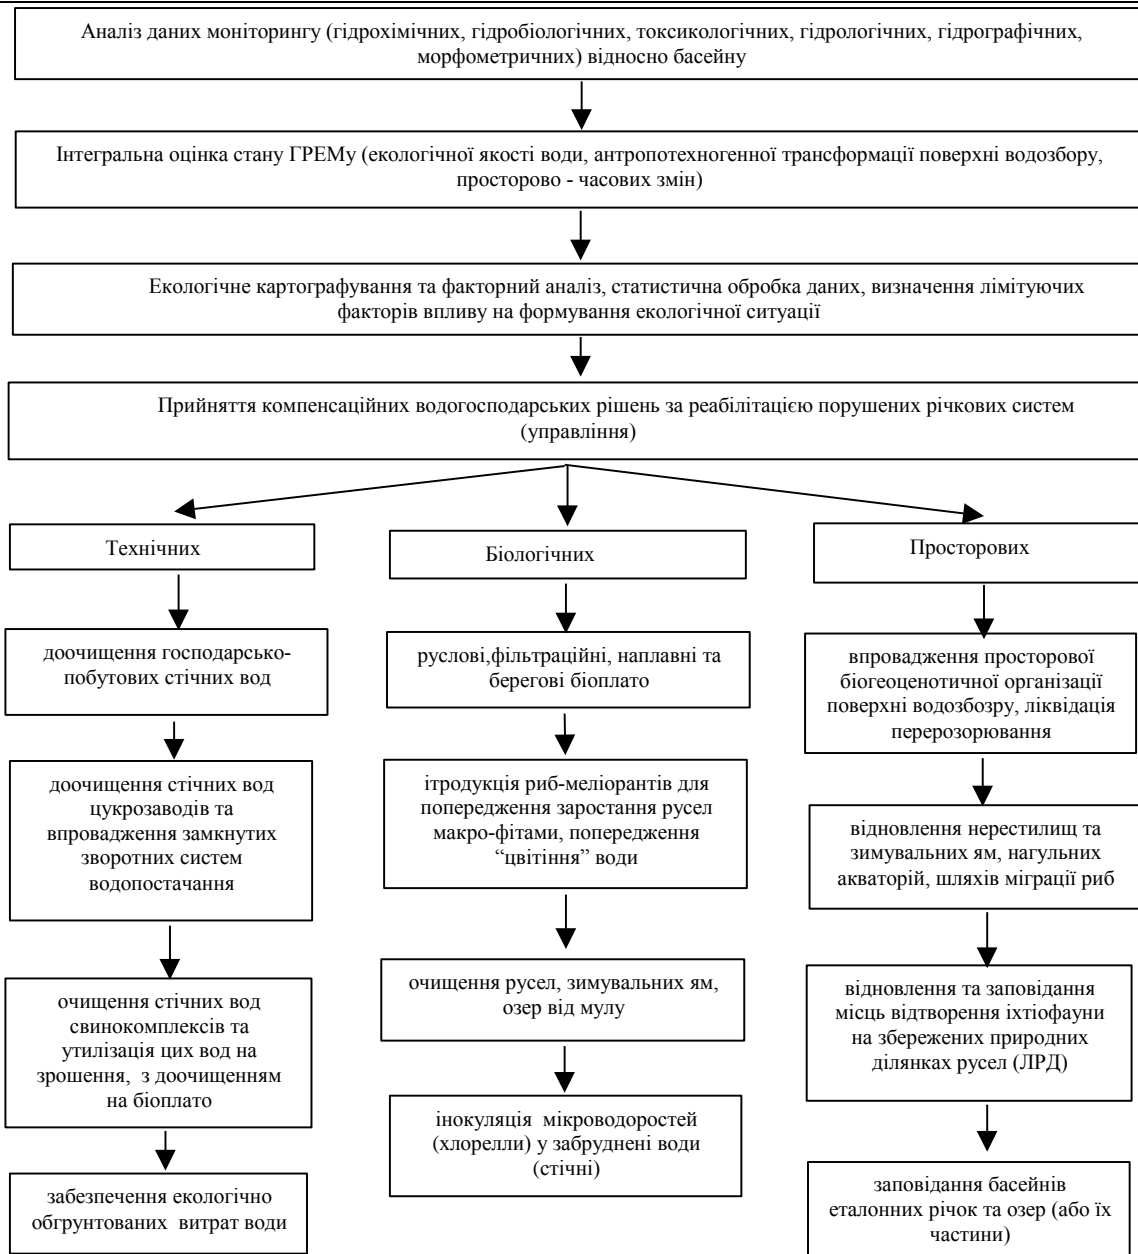 Аналіз даних моніторингу (гідрохімічних, гідробіологічних, токсикологічних, гідрологічних, гідрографічних,
морфометричних) відносно басейну
Інтегральна оцінка стану ГРЕМу (екологічної якості води, антропотехногенної трансформації поверхні водозбору,
просторово - часових змін)
Екологічне картографування та факторний аналіз, статистична обробка даних, визначення лімітуючих
факторів впливу на формування екологічної ситуації
Прийняття компенсаційних водогосподарських рішень за реабілітацією порушених річкових систем
(управління)
Технічних
доочищення господарсько-
побутових стічних вод
доочищення стічних вод
цукрозаводів та
впровадження замкнутих
зворотних систем
водопостачання
очищення стічних вод
свинокомплексів та
утилізація цих вод на
зрошення, з доочищенням
на біоплато
забезпечення екологічно
обгрунтованих витрат води
Біологічних
руслові,фільтраційні, наплавні та
берегові біоплато
ітродукція риб-меліорантів для
попередження заростання русел
макро-фітами, попередження
“цвітіння” води
очищення русел, зимувальних ям,
озер від мулу
інокуляція мікроводоростей
(хлорелли) у забруднені води
(стічні)
Просторових
впровадження просторової
біогеоценотичної організації
поверхні водозбозру, ліквідація
перерозорювання
відновлення нерестилищ та
зимувальних ям, нагульних
акваторій, шляхів міграції риб
відновлення та заповідання
місць відтворення іхтіофауни
на збережених природних
ділянках русел (ЛРД)
заповідання басейнів
еталонних річок та озер (або їх
частини)